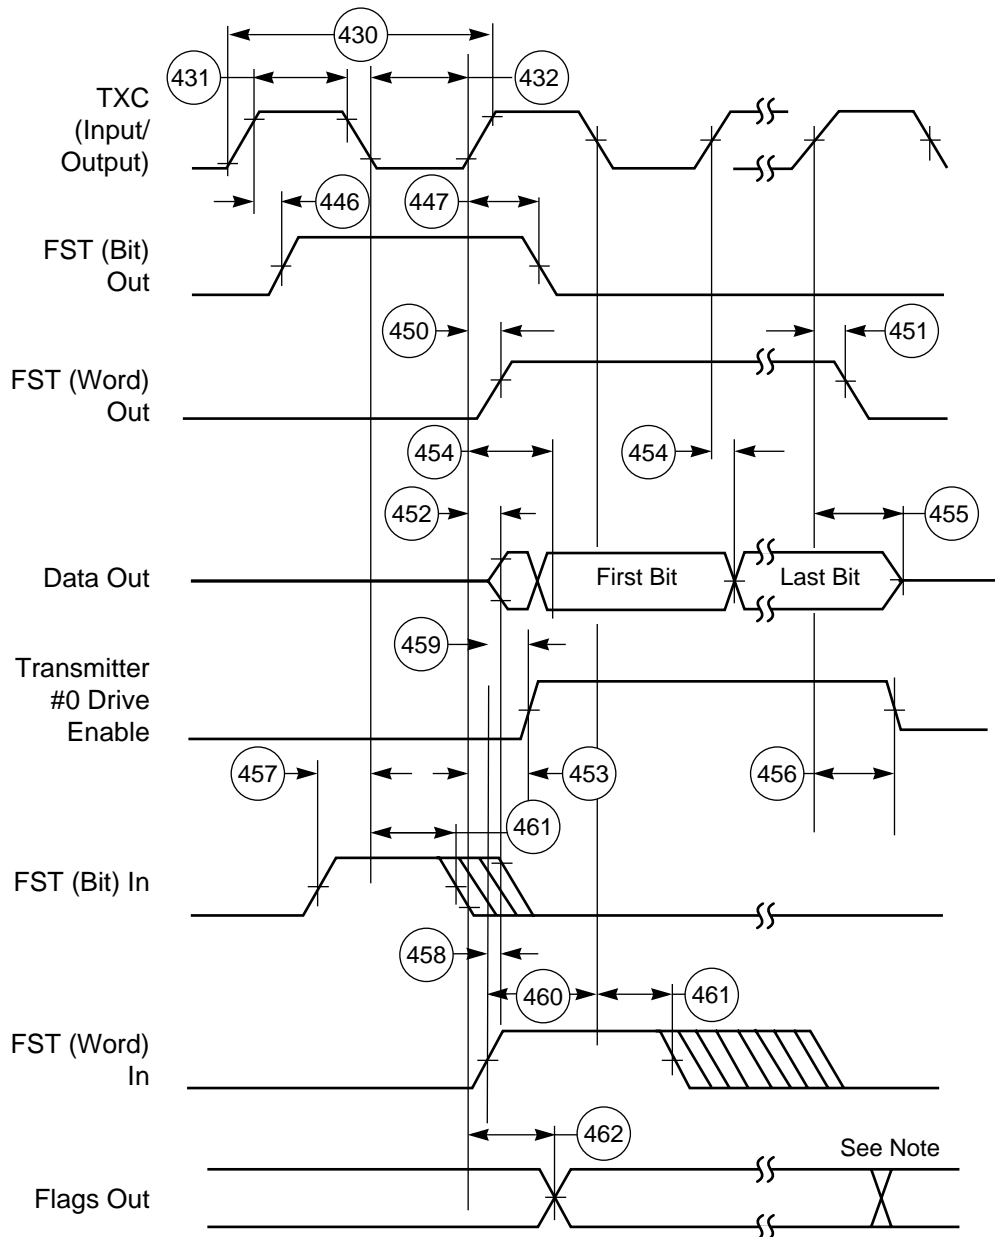 430
431
432
TXC
(Input/
Output)
446
447
FST (Bit)
Out
450
451
FST (Word)
Out
454
454
452
455
Data Out
First Bit
Last Bit
459
Transmitter
#0 Drive
Enable
457
453
456
461
FST (Bit) In
458
460
461
FST (Word)
In
462
See Note
Flags Out